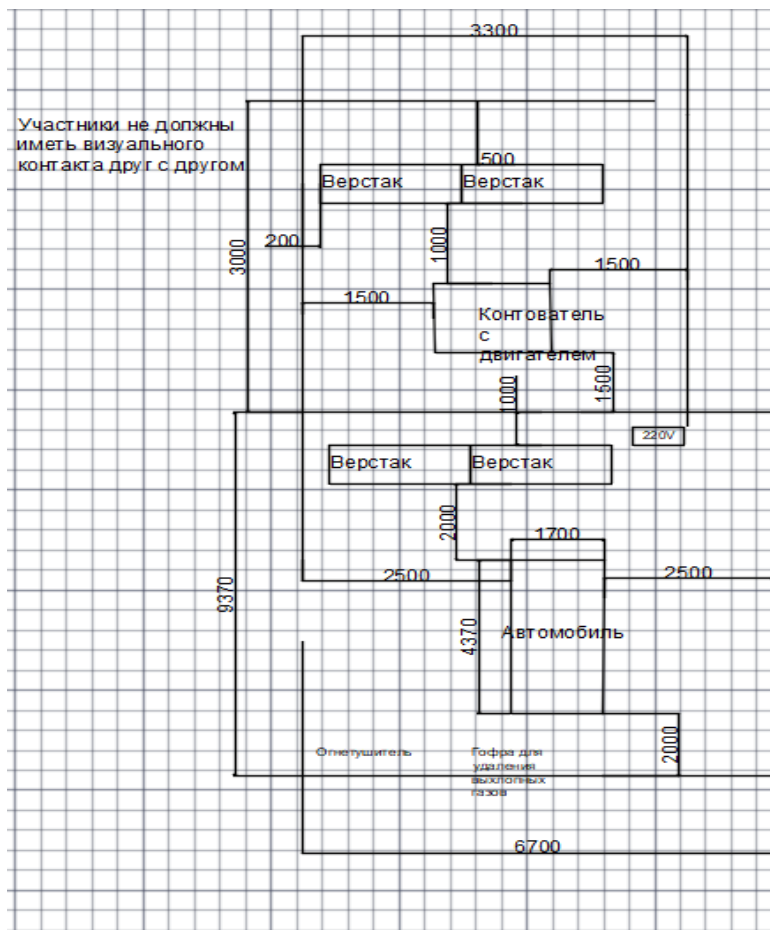 3300
Участники не должны
иметь визуального
контакта друг с другом
500
Верстак
Верстак
200
1000
3000
1500
1500
Контователь
с
двигателем
1000
1500
220V
Верстак
Верстак
2000
1700
2500
2500
9370
4370
Автомобиль
2000
Огнетушитель
Гофра для
удаления
выхлопных
газов
6700